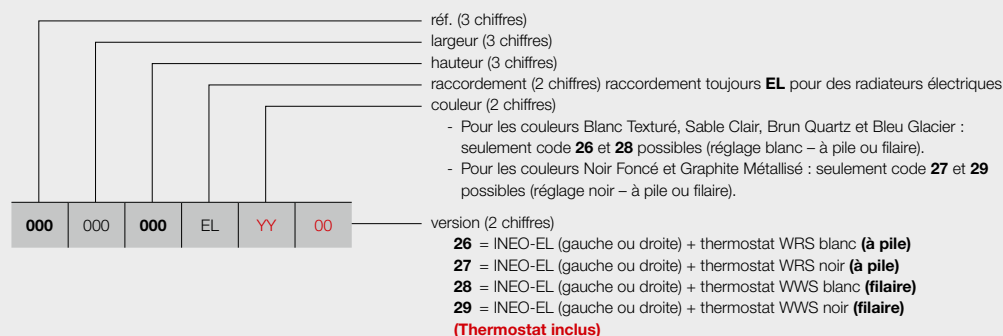 réf. (3 chiffres)
largeur (3 chiffres)
hauteur (3 chiffres)
raccordement (2 chiffres) raccordement toujours EL pour des radiateurs électriques
couleur (2 chiffres)
- Pour les couleurs Blanc Texturé, Sable Clair, Brun Quartz et Bleu Glacier :
seulement code 26 et 28 possibles (réglage blanc – à pile ou filaire).
- Pour les couleurs Noir Foncé et Graphite Métallisé : seulement code 27 et 29
possibles (réglage noir – à pile ou filaire).
000 000 000 EL YY 00
version (2 chiffres)
26 = INEO-EL (gauche ou droite) + thermostat WRS blanc (à pile)
27 = INEO-EL (gauche ou droite) + thermostat WRS noir (à pile)
28 = INEO-EL (gauche ou droite) + thermostat WWS blanc (filaire)
29 = INEO-EL (gauche ou droite) + thermostat WWS noir (filaire)
(Thermostat inclus)